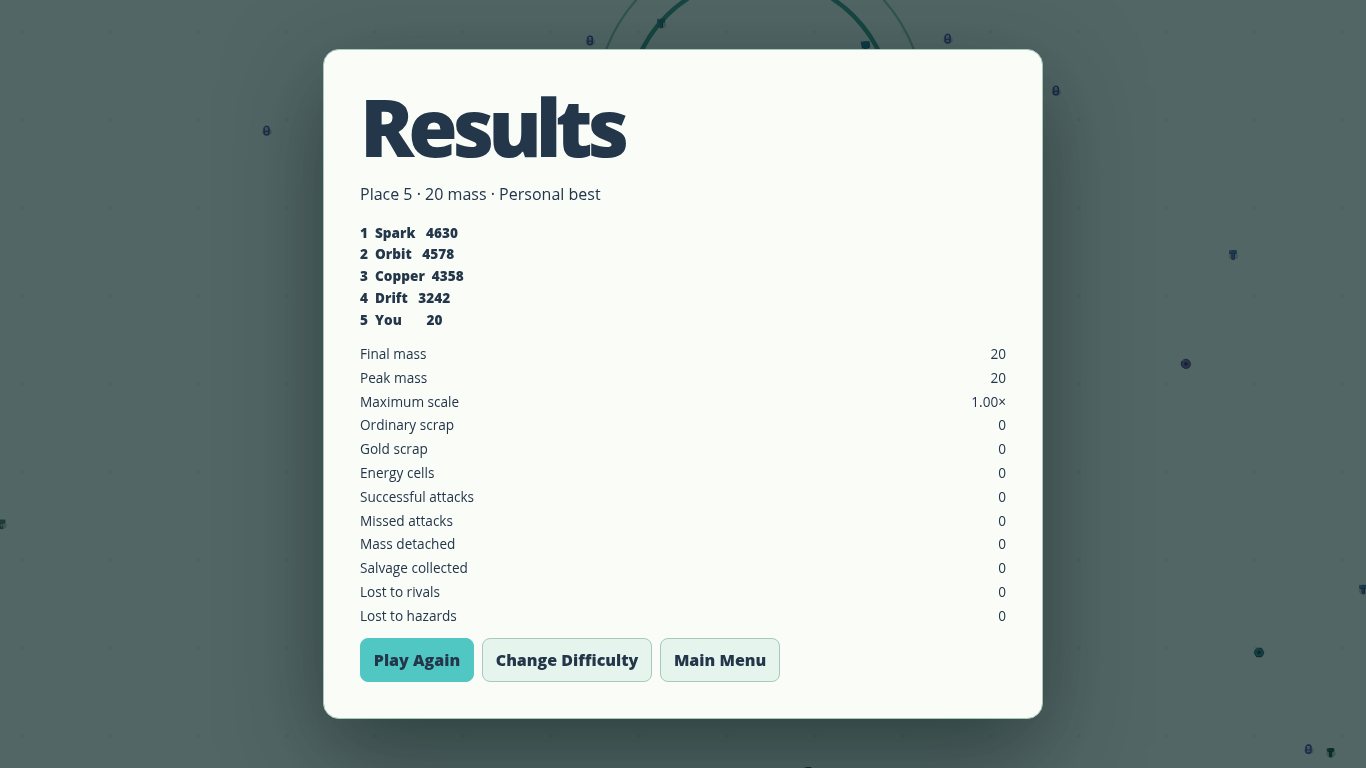 Results
Place 5 · 20 mass · Personal best
1 Spark 4630
2 Orbit 4578
3 Copper 4358
4 Drift 3242
5 You 20
Final mass 20
Peak mass 20
Maximum scale 1.00×
Ordinary scrap 0
Gold scrap 0
Energy cells 0
Successful attacks 0
Missed attacks 0
Mass detached 0
Salvage collected 0
Lost to rivals 0
Lost to hazards 0
Play Again Change Difficulty Main Menu